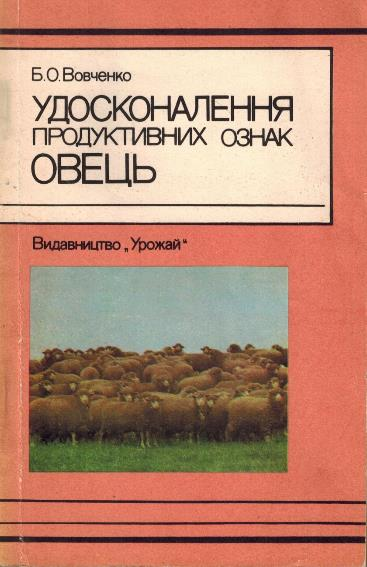 Б.О.Вовченко
УДОСКОНАЛЕННЯ
ПРОДУКТИВНИХ ОЗНАК
ОВЕЦЬ
Видавництво „Урожай"